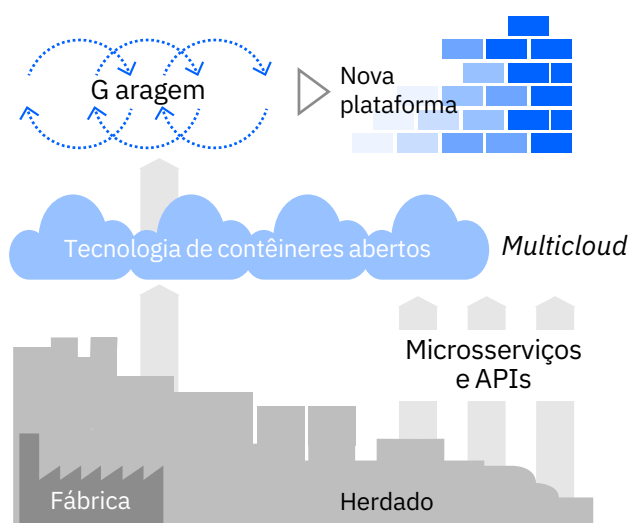 G aragem
Nova
plataforma
Tecnologia de contêineres abertos
Multicloud
Microsserviços
e APIs
Fábrica
Herdado